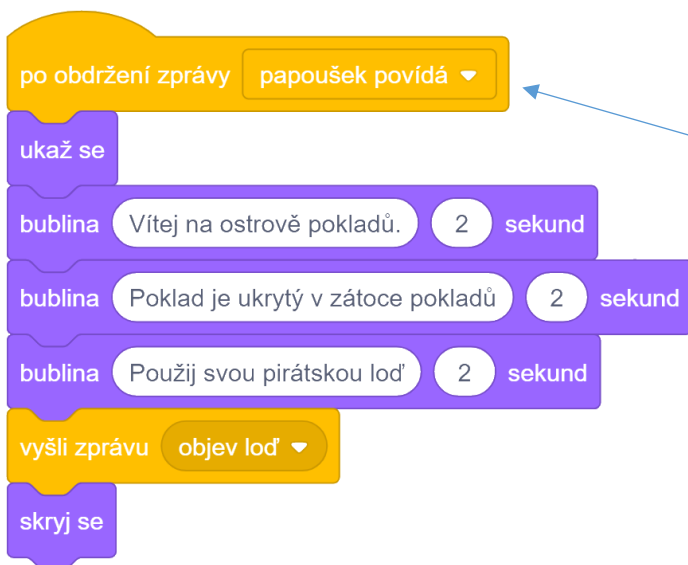 po obdržení zprávy papoušek povídá
ukaž se
bublina Vítej na ostrově pokladů. 2 sekund
bublina Poklad je ukrytý v zátoce pokladů 2 sekund
bublina Použij svou pirátskou loď 2 sekund
vyšli zprávu objev loď
skryj se